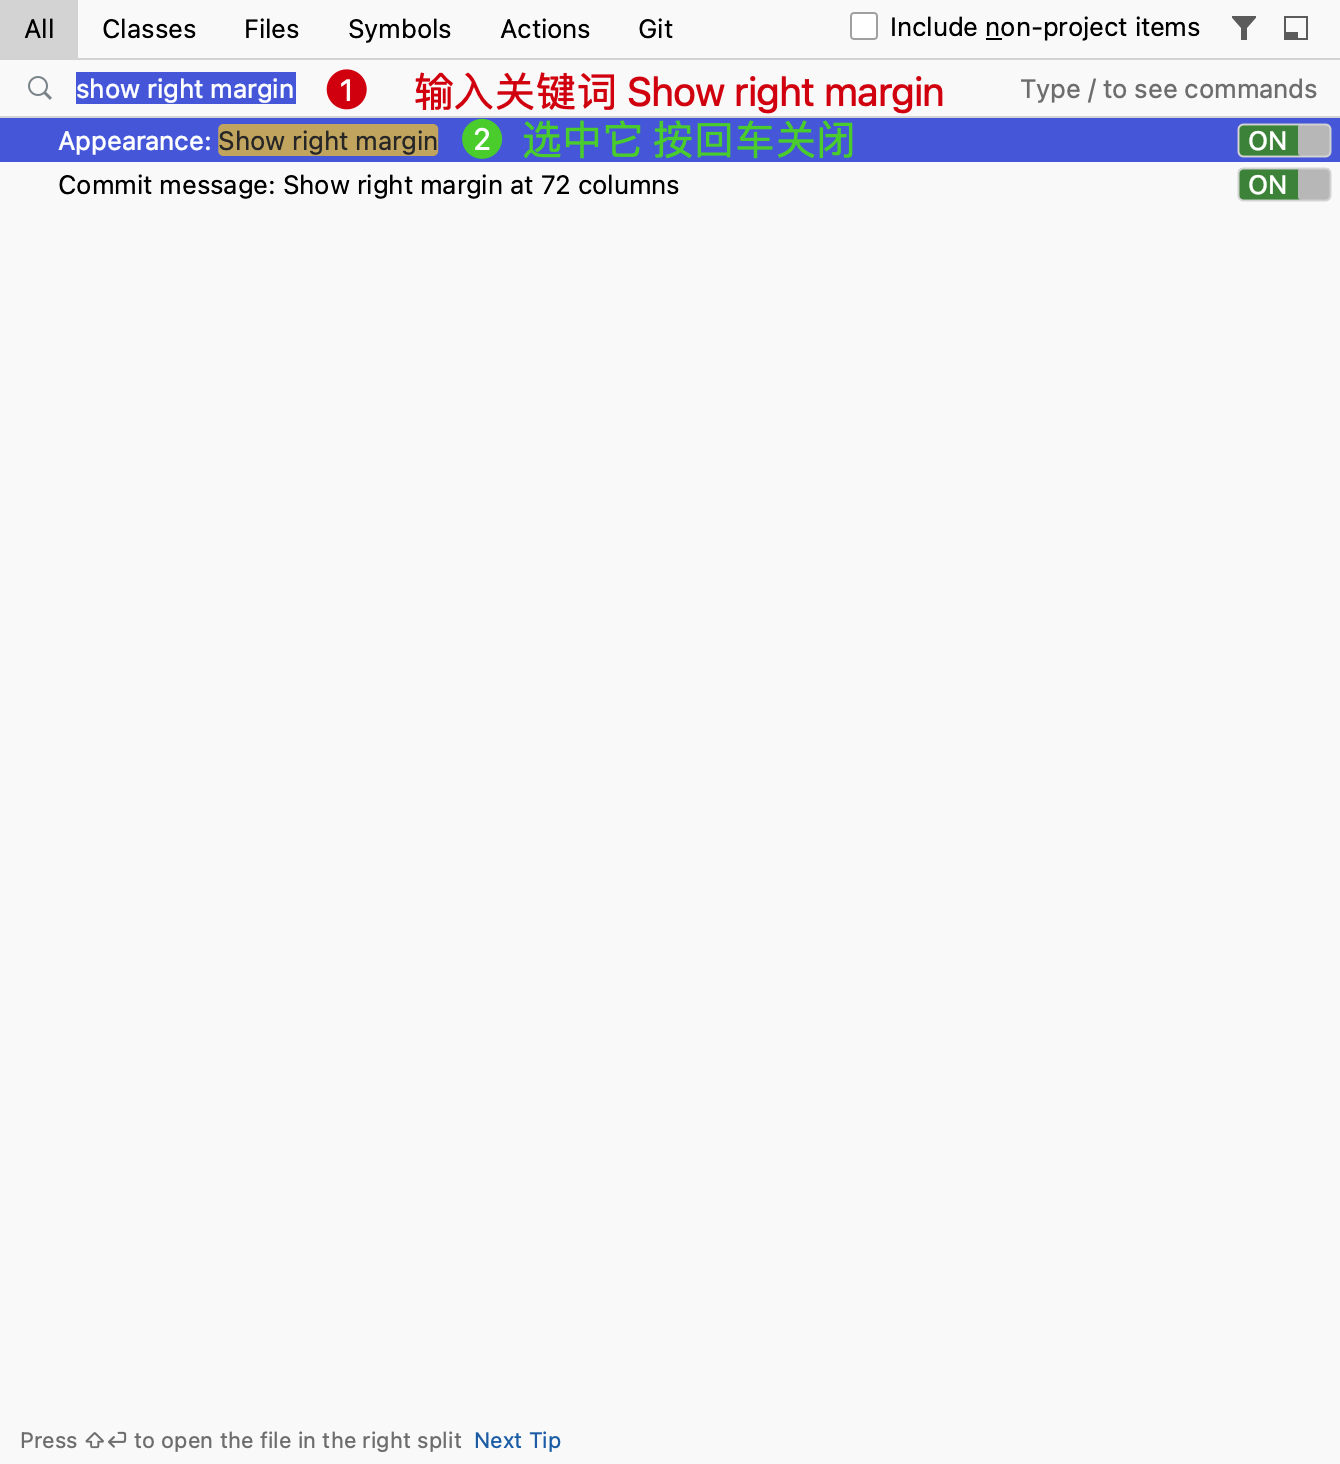 All Classes Files Symbols Actions Git Include non-project items
show right margin 1 输入关键词 Show right margin Type / to see commands
Appearance: Show right margin 2 选中它 按回车关闭 ON
Commit message: Show right margin at 72 columns ON
Press ⇧⏎ to open the file in the right split Next Tip